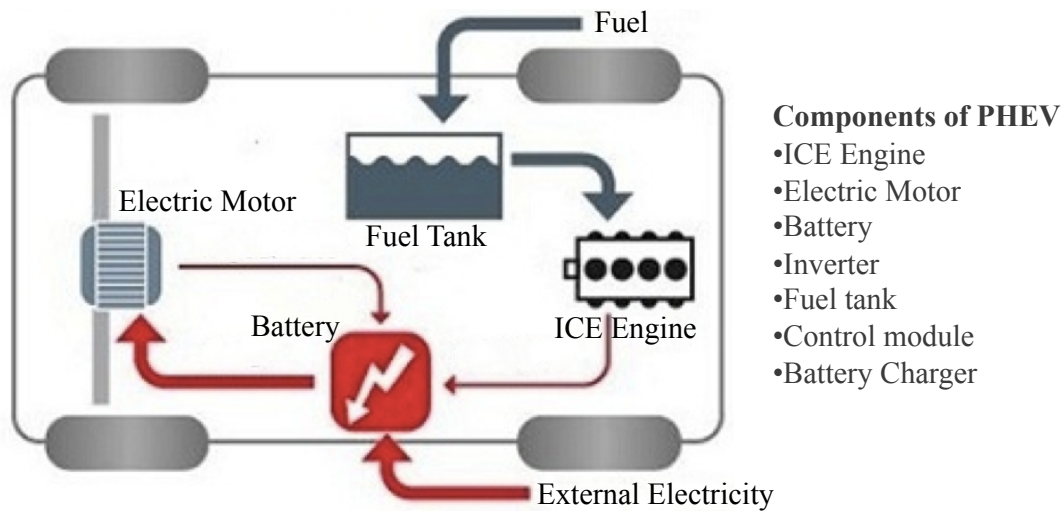 Fuel
Electric Motor
Fuel Tank
Battery
ICE Engine
External Electricity
Components of PHEV
•ICE Engine
•Electric Motor
•Battery
•Inverter
•Fuel tank
•Control module
•Battery Charger